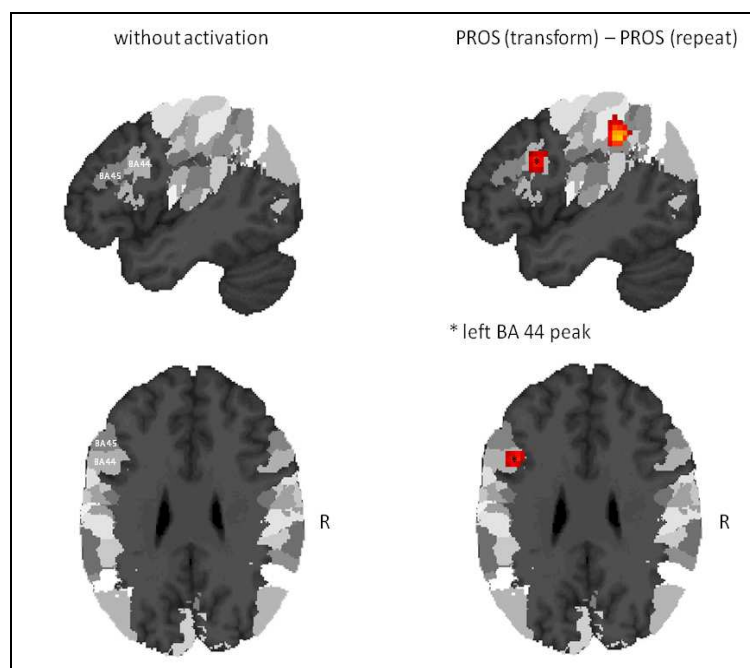 without activation
PROS (transform) – PROS (repeat)
BA44
BA45
* left BA 44 peak
BA45
BA44
R
R